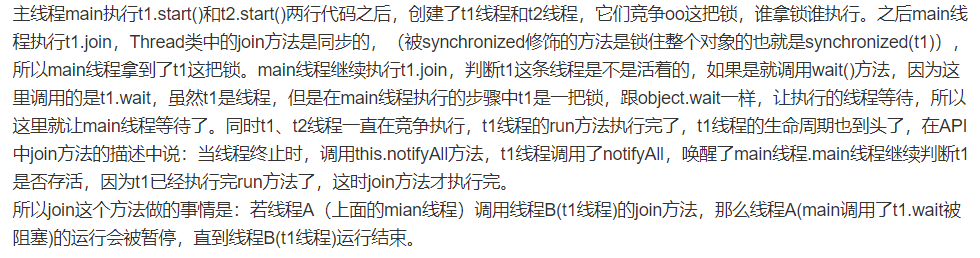 主线程main执行t1.start()和t2.start()两行代码之后，创建了t1线程和t2线程，它们竞争oo这把锁，谁拿锁谁执行。之后main线
程执行t1.join，Thread类中的join方法是同步的，（被synchronized修饰的方法是锁住整个对象的也就是synchronized(t1)），
所以main线程拿到了t1这把锁。main线程继续执行t1.join，判断t1这条线程是不是活着的，如果是就调用wait()方法，因为这
里调用的是t1.wait，虽然t1是线程，但是在main线程执行的步骤中t1是一把锁，跟object.wait一样，让执行的线程等待，所以
这里就让main线程等待了。同时t1、t2线程一直在竞争执行，t1线程的run方法执行完了，t1线程的生命周期也到头了，在API
中join方法的描述中说：当线程终止时，调用this.notifyAll方法，t1线程调用了notifyAll，唤醒了main线程.main线程继续判断t1
是否存活，因为t1已经执行完run方法了，这时join方法才执行完。
所以join这个方法做的事情是：若线程A（上面的mian线程）调用线程B(t1线程)的join方法，那么线程A(main调用了t1.wait被
阻塞)的运行会被暂停，直到线程B(t1线程)运行结束。